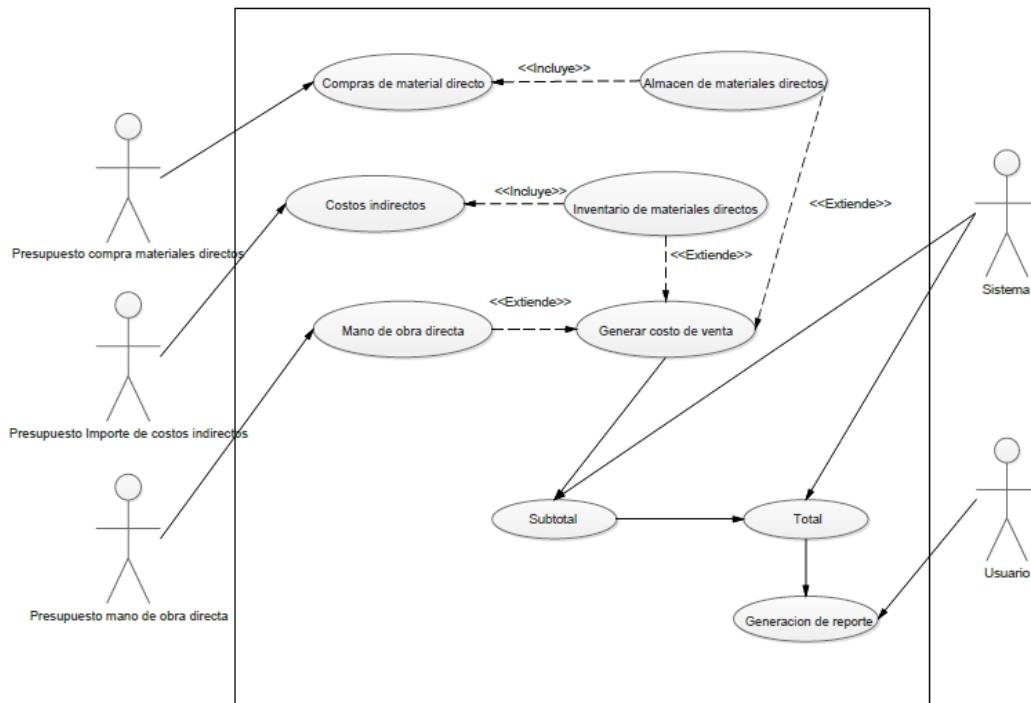 <<Incluye>>
Compras de material directo
Almacen de materiales directos
<<Incluye>>
Costos indirectos
Inventario de materiales directos
<<Extiende>>
Presupuesto compra materiales directos
<<Extiende>>
Sistema
<<Extiende>>
Mano de obra directa
Generar costo de venta
Presupuesto Importe de costos indirectos
Subtotal
Total
Usuario
Presupuesto mano de obra directa
Generacion de reporte